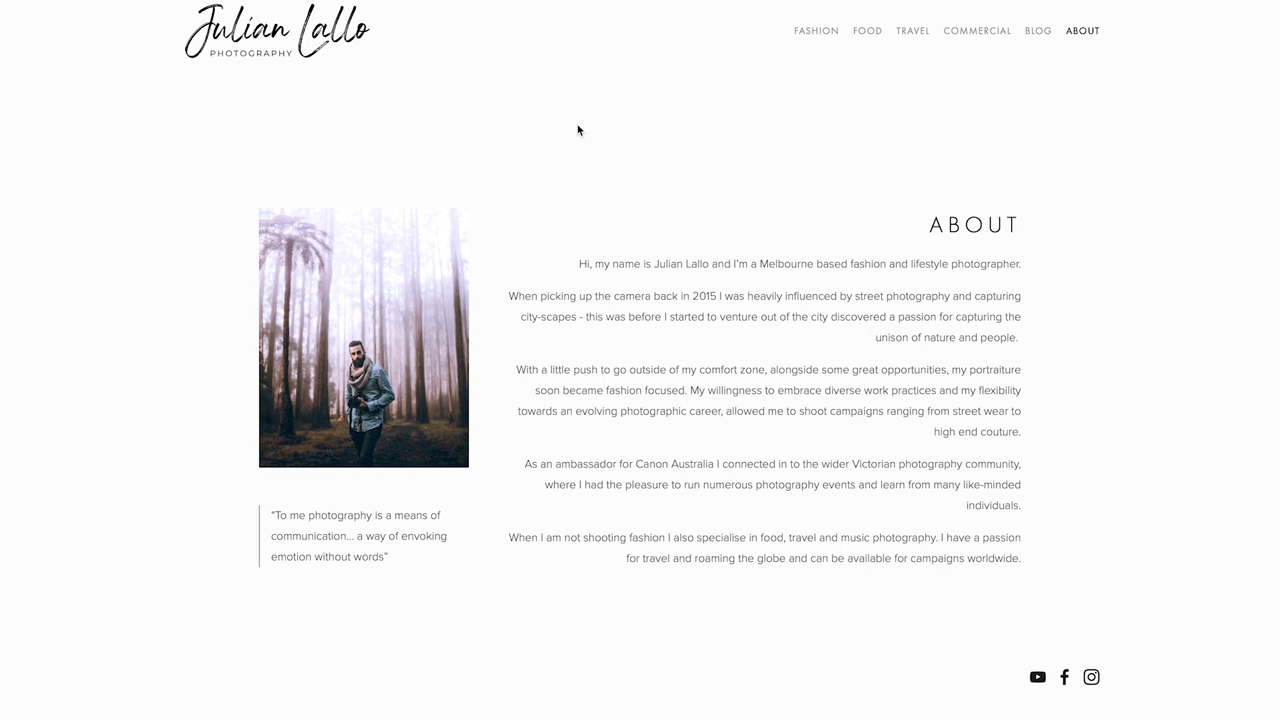 Julian Lallo
PHOTOGRAPHY
FASHION FOOD TRAVEL COMMERCIAL BLOG ABOUT
ABOUT
Hi, my name is Julian Lallo and I'm a Melbourne based fashion and lifestyle photographer.
When picking up the camera back in 2015 I was heavily influenced by street photography and capturing
city-scapes - this was before I started to venture out of the city discovered a passion for capturing the
unison of nature and people.
With a little push to go outside of my comfort zone, alongside some great opportunities, my portraiture
soon became fashion focused. My willingness to embrace diverse work practices and my flexibility
towards an evolving photographic career, allowed me to shoot campaigns ranging from street wear to
high end couture.
As an ambassador for Canon Australia I connected in to the wider Victorian photography community,
where I had the pleasure to run numerous photography events and learn from many like-minded
individuals.
When I am not shooting fashion I also specialise in food, travel and music photography. I have a passion
for travel and roaming the globe and can be available for campaigns worldwide.
“To me photography is a means of
communication... a way of envoking
emotion without words”